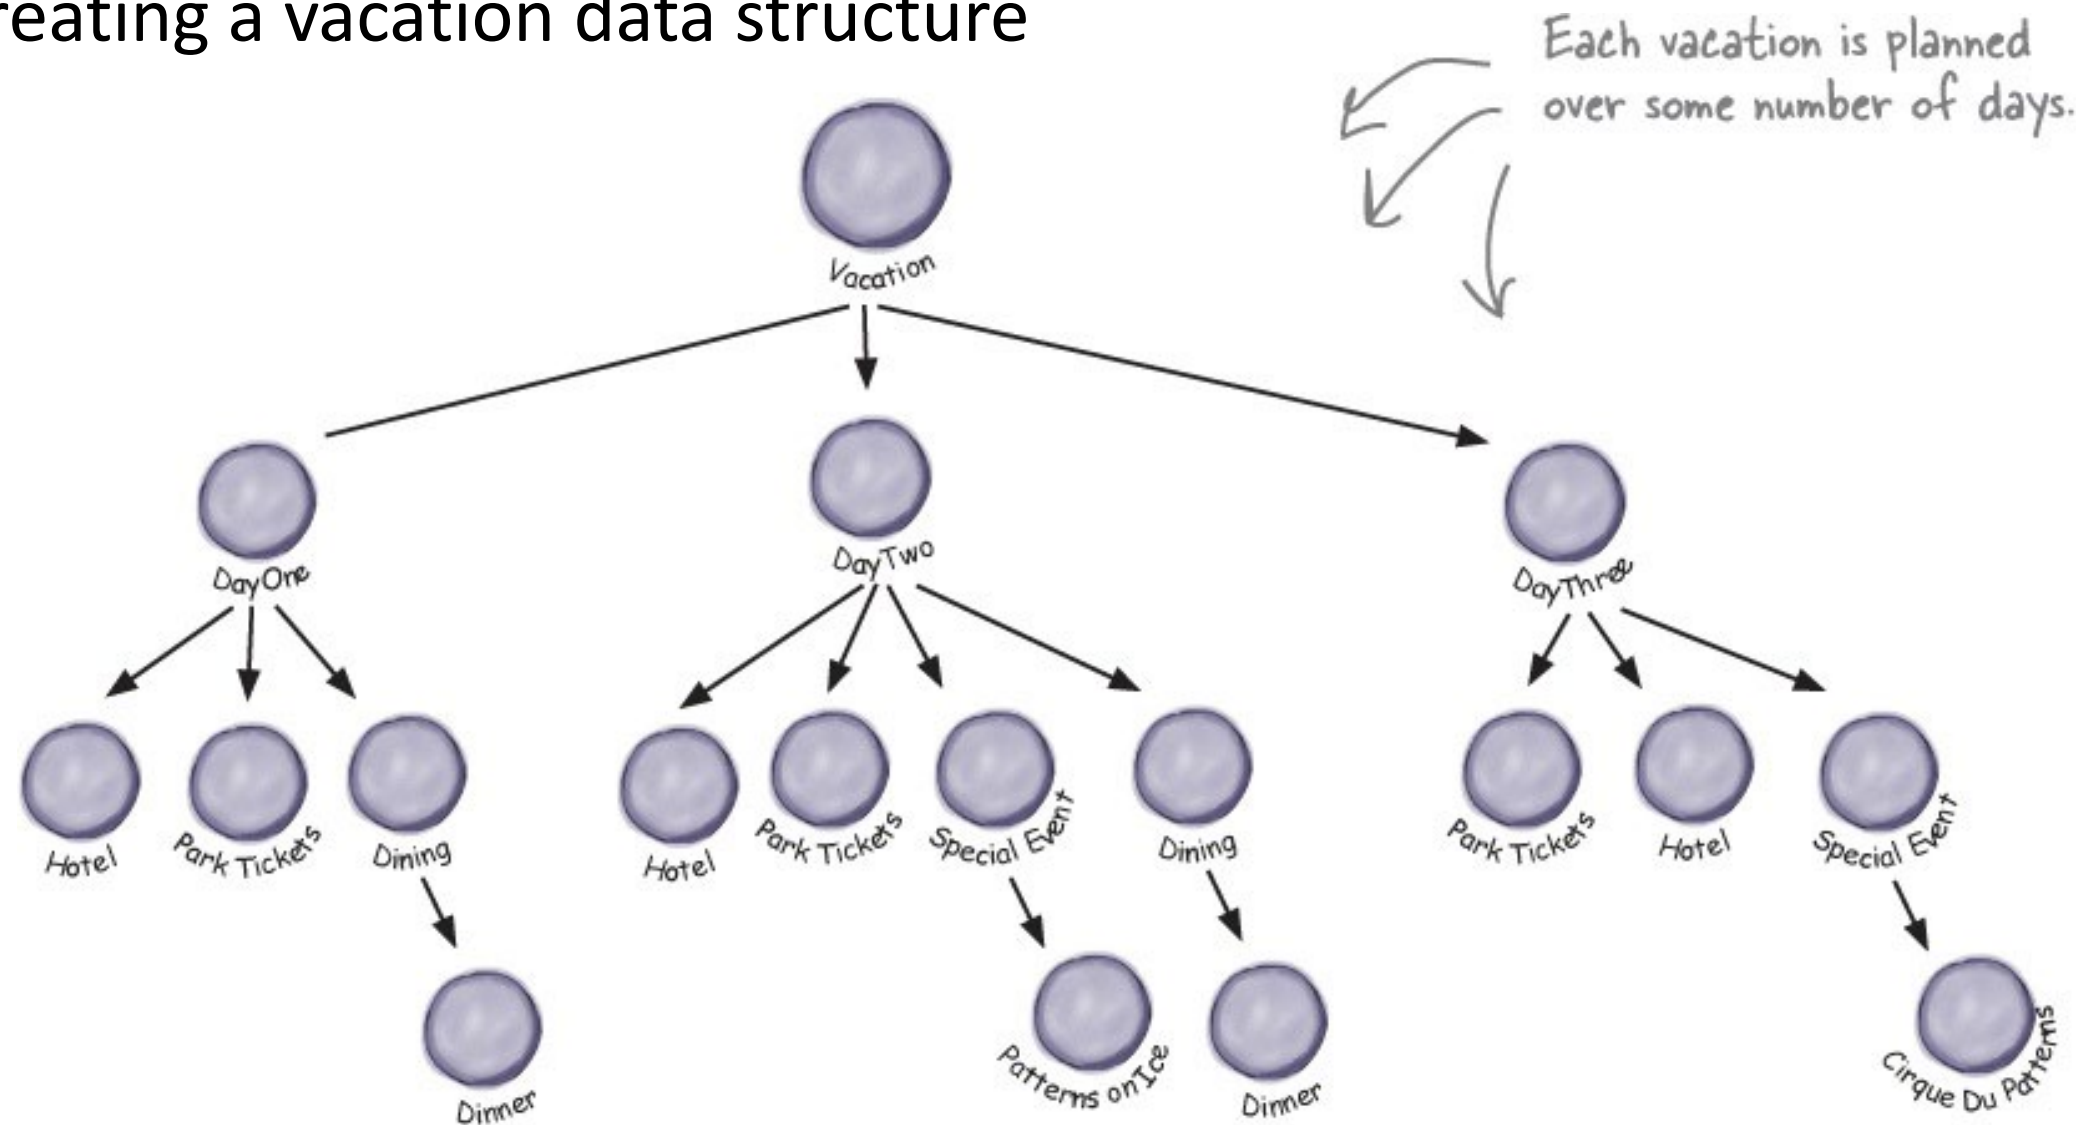 reating a vacation data structure
Each vacation is planned
over some number of days.
Vacation
DayOne
DayTwo
DayThree
Hotel
Park Tickets
Dining
Hotel
Park Tickets
Special Event
Dining
Park Tickets
Hotel
Special Event
Dinner
Patterns on Ice
Dinner
Cirque Du Patterns